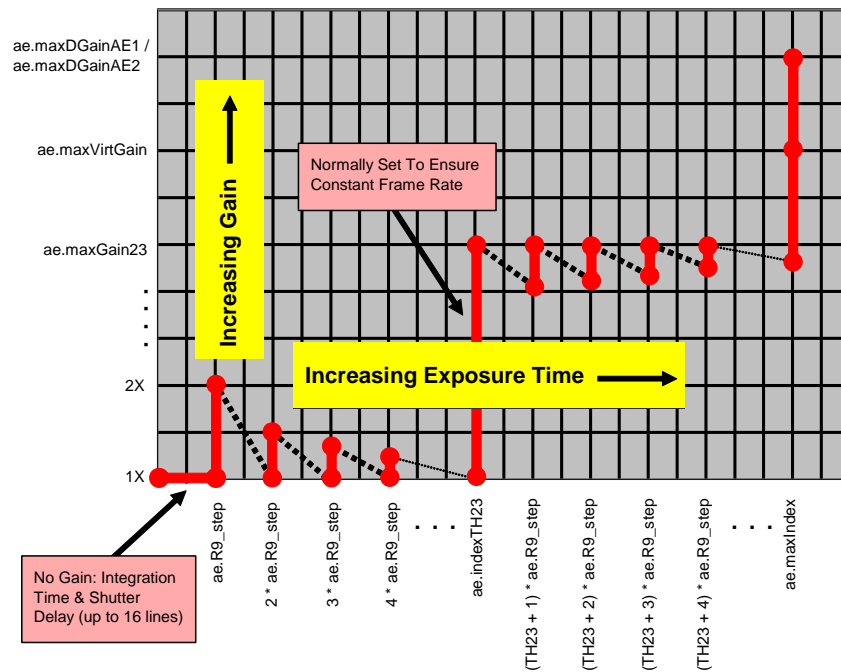 ae.maxDGainAE1 /
ae.maxDGainAE2
ae.maxVirtGain
ae.maxGain23
. . . .
2X
1X
Increasing Gain
Normally Set To Ensure
Constant Frame Rate
Increasing Exposure Time
No Gain: Integration
Time & Shutter
Delay (up to 16 lines)
ae.R9_step
2 * ae.R9_step
3 * ae.R9_step
4 * ae.R9_step
. . .
ae.indexTH23
(TH23 + 1) * ae.R9_step
(TH23 + 2) * ae.R9_step
(TH23 + 3) * ae.R9_step
(TH23 + 4) * ae.R9_step
. . .
ae.maxIndex